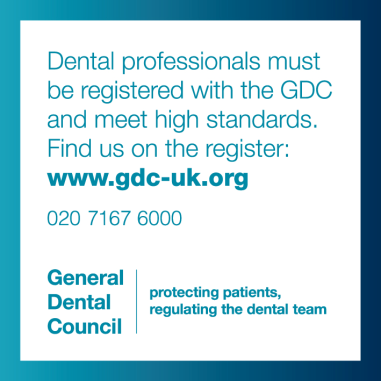 Dental professionals must
be registered with the GDC
and meet high standards.
Find us on the register:
www.gdc-uk.org
020 7167 6000
General
Dental
Council
protecting patients,
regulating the dental team